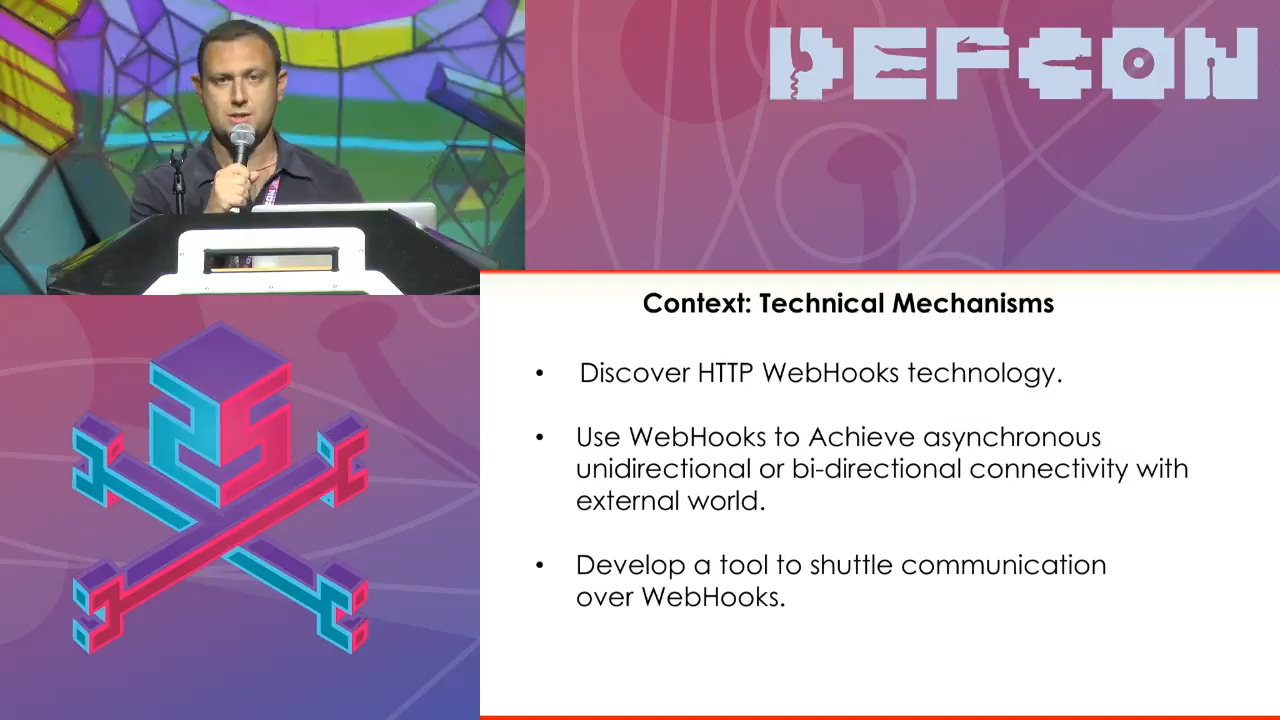 DEFCON
25
Context: Technical Mechanisms
• Discover HTTP WebHooks technology.
• Use WebHooks to Achieve asynchronous
unidirectional or bi-directional connectivity with
external world.
• Develop a tool to shuttle communication
over WebHooks.